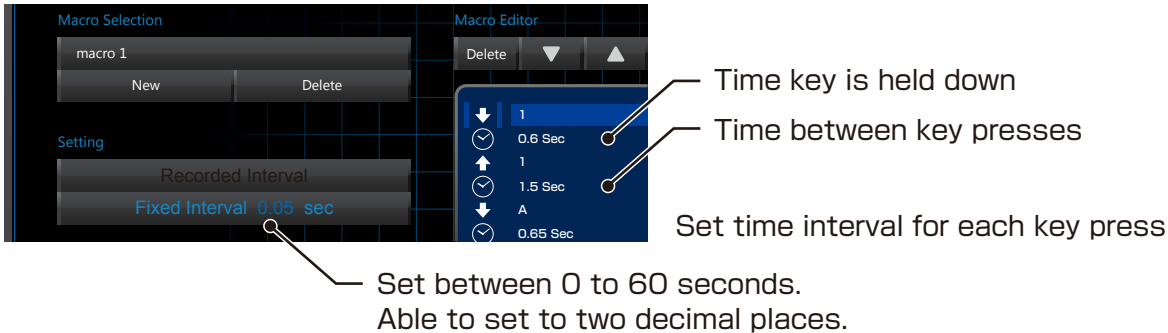 Macro Selection
macro 1
New Delete
Setting
Recorded Interval
Fixed Interval 0.05 sec
Macro Editor
Delete
1
0.6 Sec
1
1.5 Sec
A
0.65 Sec
Time key is held down
Time between key presses
Set time interval for each key press
Set between 0 to 60 seconds.
Able to set to two decimal places.